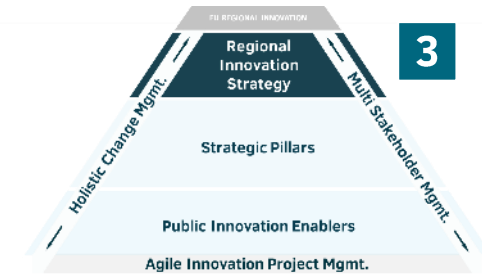 EU REGIONAL INNOVATION
3
Regional
Innovation
Strategy
Holistic Change Mgmt.
Multi Stakeholder Mgmt.
Strategic Pillars
Public Innovation Enablers
Agile Innovation Project Mgmt.